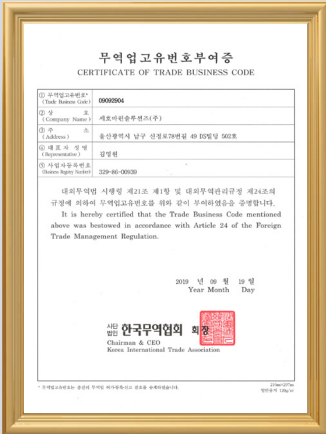 무역업고유번호부여증
CERTIFICATE OF TRADE BUSINESS CODE
① 무역업고유번호*
(Trade Business Code) 09092904
② 상 호
(Company Name) 세호마린솔루션즈(주)
③ 주 소
(Address) 울산광역시 남구 신정로78번길 49 D5빌딩 502호
④ 대 표 자 성 명
(Representative) 김영원
⑤ 사업자등록번호
(Business Registry Number) 329-86-00939
대외무역법 시행령 제21조 제1항 및 대외무역관리규정 제24조의
규정에 의하여 무역업고유번호를 위와 같이 부여하였음을 증명합니다.
It is hereby certified that the Trade Business Code mentioned
above was bestowed in accordance with Article 24 of the Foreign
Trade Management Regulation.
2019 년 09 월 19 일
Year Month Day
사단
법인 한국무역협회 회장
Chairman & CEO
Korea International Trade Association
210mm×297mm